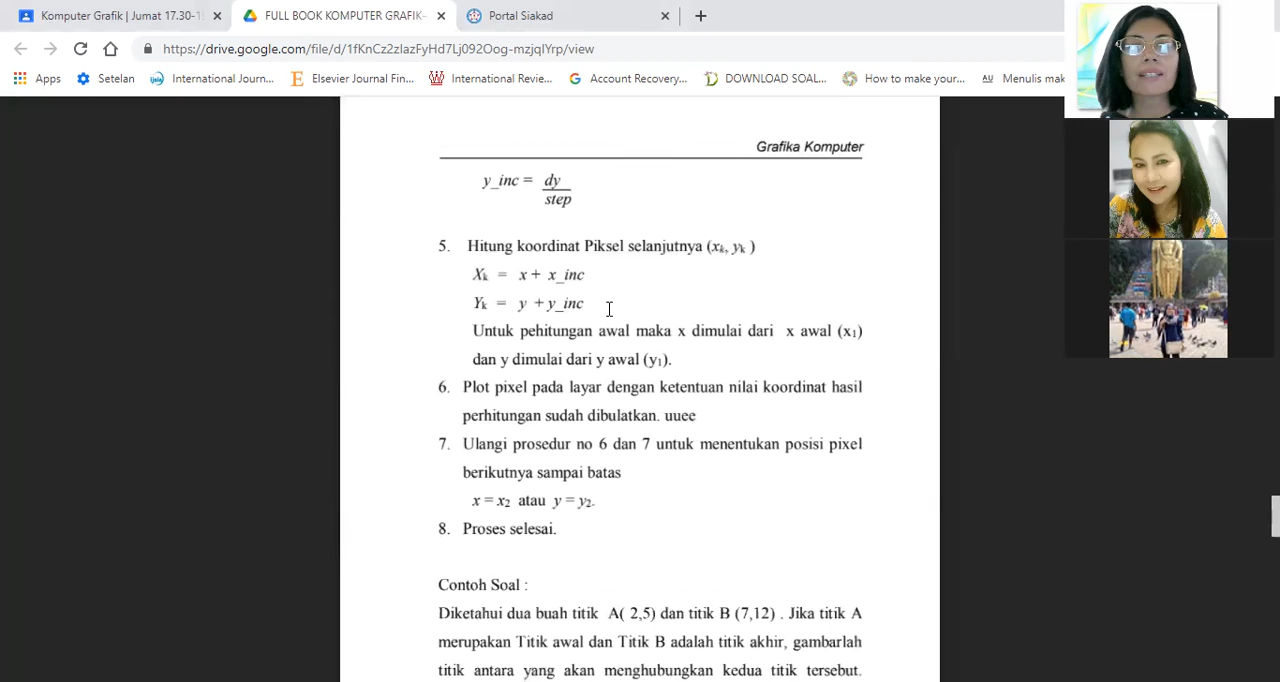 Komputer Grafik | Jumat 17.30-1
FULL BOOK KOMPUTER GRAFIK-
Portal Siakad
https://drive.google.com/file/d/1fKnCz2zIazFyHd7Lj092Oog-mzjqIYrp/view
Apps Setelan International Journ... Elsevier Journal Fin... International Revie... Account Recovery... DOWNLOAD SOAL... How to make your... AU Menulis mak
Grafika Komputer
y_inc = dy
step
5. Hitung koordinat Piksel selanjutnya (xk, yk )
Xk = x + x_inc
Yk = y + y_inc
Untuk pehitungan awal maka x dimulai dari x awal (x1)
dan y dimulai dari y awal (y1).
6. Plot pixel pada layar dengan ketentuan nilai koordinat hasil
perhitungan sudah dibulatkan. uuee
7. Ulangi prosedur no 6 dan 7 untuk menentukan posisi pixel
berikutnya sampai batas
x = x2 atau y = y2.
8. Proses selesai.
Contoh Soal :
Diketahui dua buah titik A( 2,5) dan titik B (7,12) . Jika titik A
merupakan Titik awal dan Titik B adalah titik akhir, gambarlah
titik antara yang akan menghubungkan kedua titik tersebut.